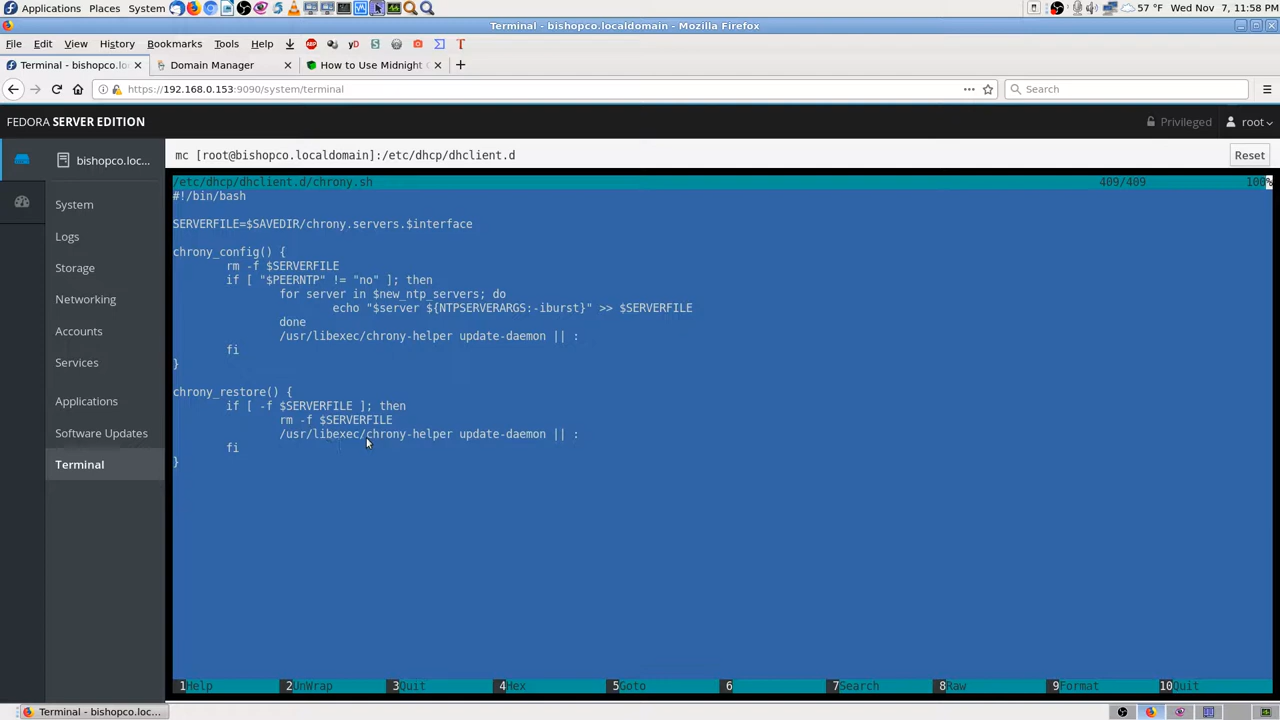 Applications Places System 57 °F Wed Nov 7, 11:58 PM
Terminal - bishopco.localdomain - Mozilla Firefox
File Edit View History Bookmarks Tools Help
Terminal - bishopco.lo Domain Manager How to Use Midnight
https://192.168.0.153:9090/system/terminal Search
FEDORA SERVER EDITION Privileged root
bishopco.loc...
mc [root@bishopco.localdomain]:/etc/dhcp/dhclient.d Reset
System
Logs
Storage
Networking
Accounts
Services
Applications
Software Updates
Terminal
/etc/dhcp/dhclient.d/chrony.sh 409/409 100%
#!/bin/bash
SERVERFILE=$SAVEDIR/chrony.servers.$interface
chrony_config() {
rm -f $SERVERFILE
if [ "$PEERNTP" != "no" ]; then
for server in $new_ntp_servers; do
echo "$server ${NTPSERVERARGS:-iburst}" >> $SERVERFILE
done
/usr/libexec/chrony-helper update-daemon || :
fi
}
chrony_restore() {
if [ -f $SERVERFILE ]; then
rm -f $SERVERFILE
/usr/libexec/chrony-helper update-daemon || :
fi
}
1Help 2UnWrap 3Quit 4Hex 5Goto 6 7Search 8Raw 9Format 10Quit
Terminal - bishopco.loc...